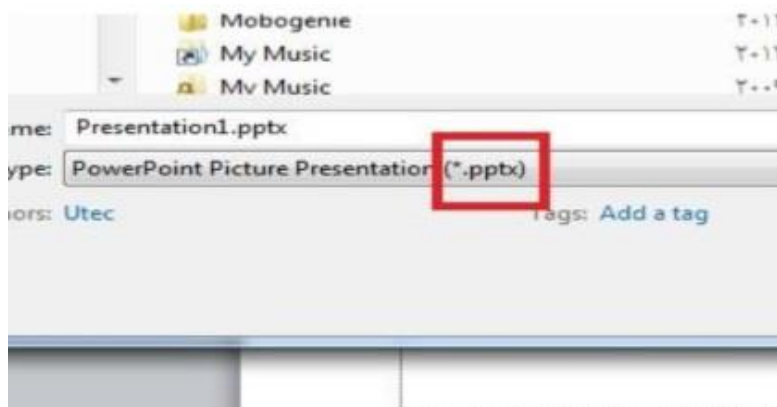 Mobogenie
My Music
My Music
me: Presentation1.pptx
ype: PowerPoint Picture Presentation (*.pptx)
ors: Utec Tags: Add a tag